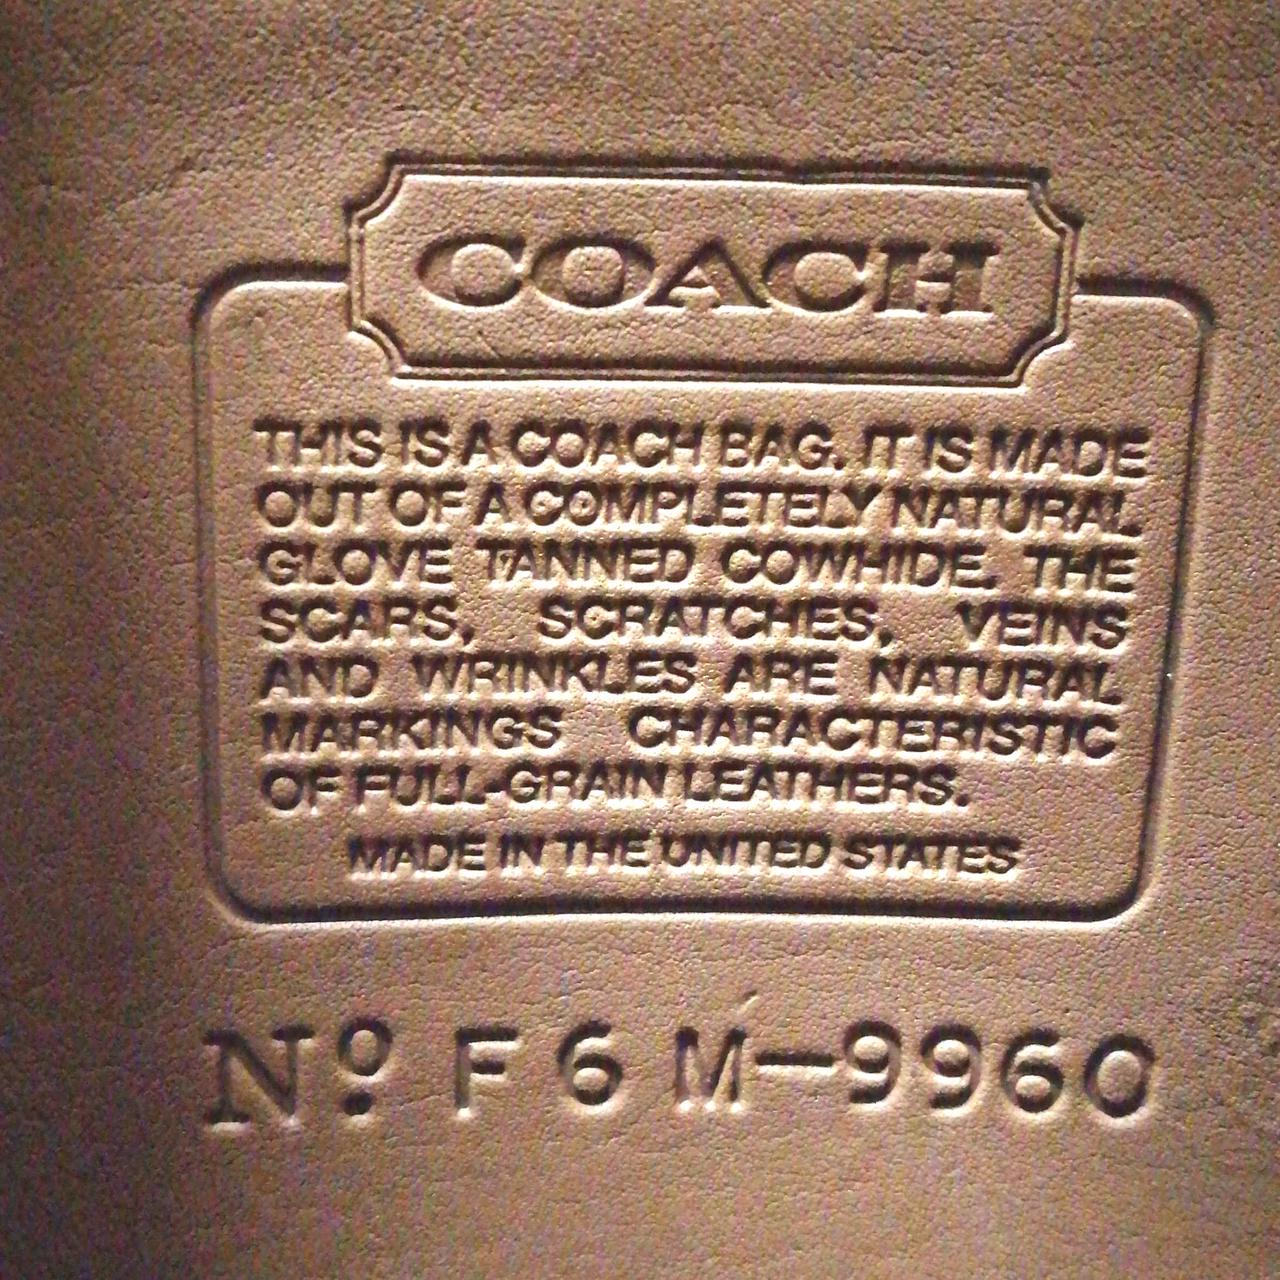 COACH
THIS IS A COACH BAG. IT IS MADE
OUT OF A COMPLETELY NATURAL
GLOVE TANNED COWHIDE. THE
SCARS, SCRATCHES, VEINS
AND WRINKLES ARE NATURAL
MARKINGS CHARACTERISTIC
OF FULL-GRAIN LEATHERS.
MADE IN THE UNITED STATES
Nº F6M-9960